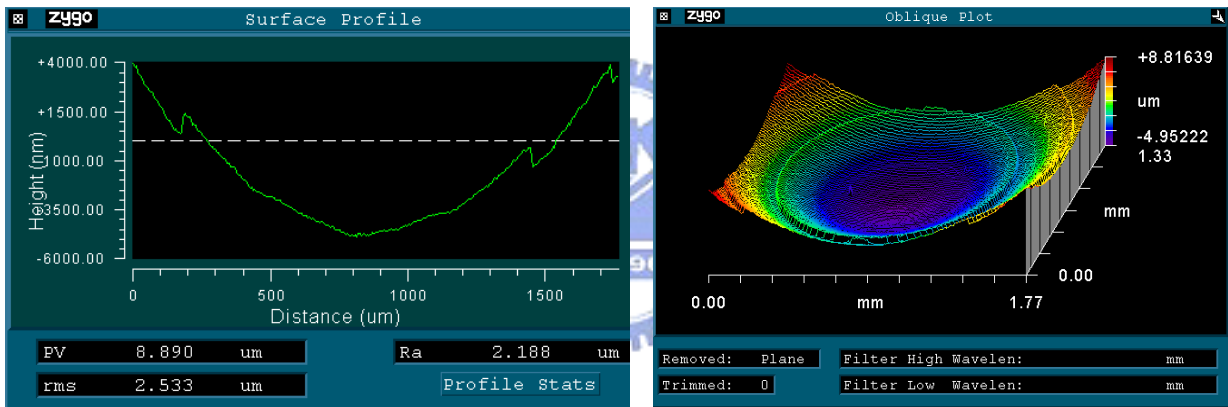 zygo Surface Profile
+4000.00
+1500.00
1000.00
3500.00
-6000.00
Height (nm)
0 500 1000 1500
Distance (um)
PV 8.890 um
Ra 2.188 um
rms 2.533 um
Profile Stats
zygo Oblique Plot
+8.81639
um
-4.95222
1.33
mm
0.00
0.00 mm 1.77
Removed: Plane
Filter High Wavelen: mm
Trimmed: 0
Filter Low Wavelen: mm